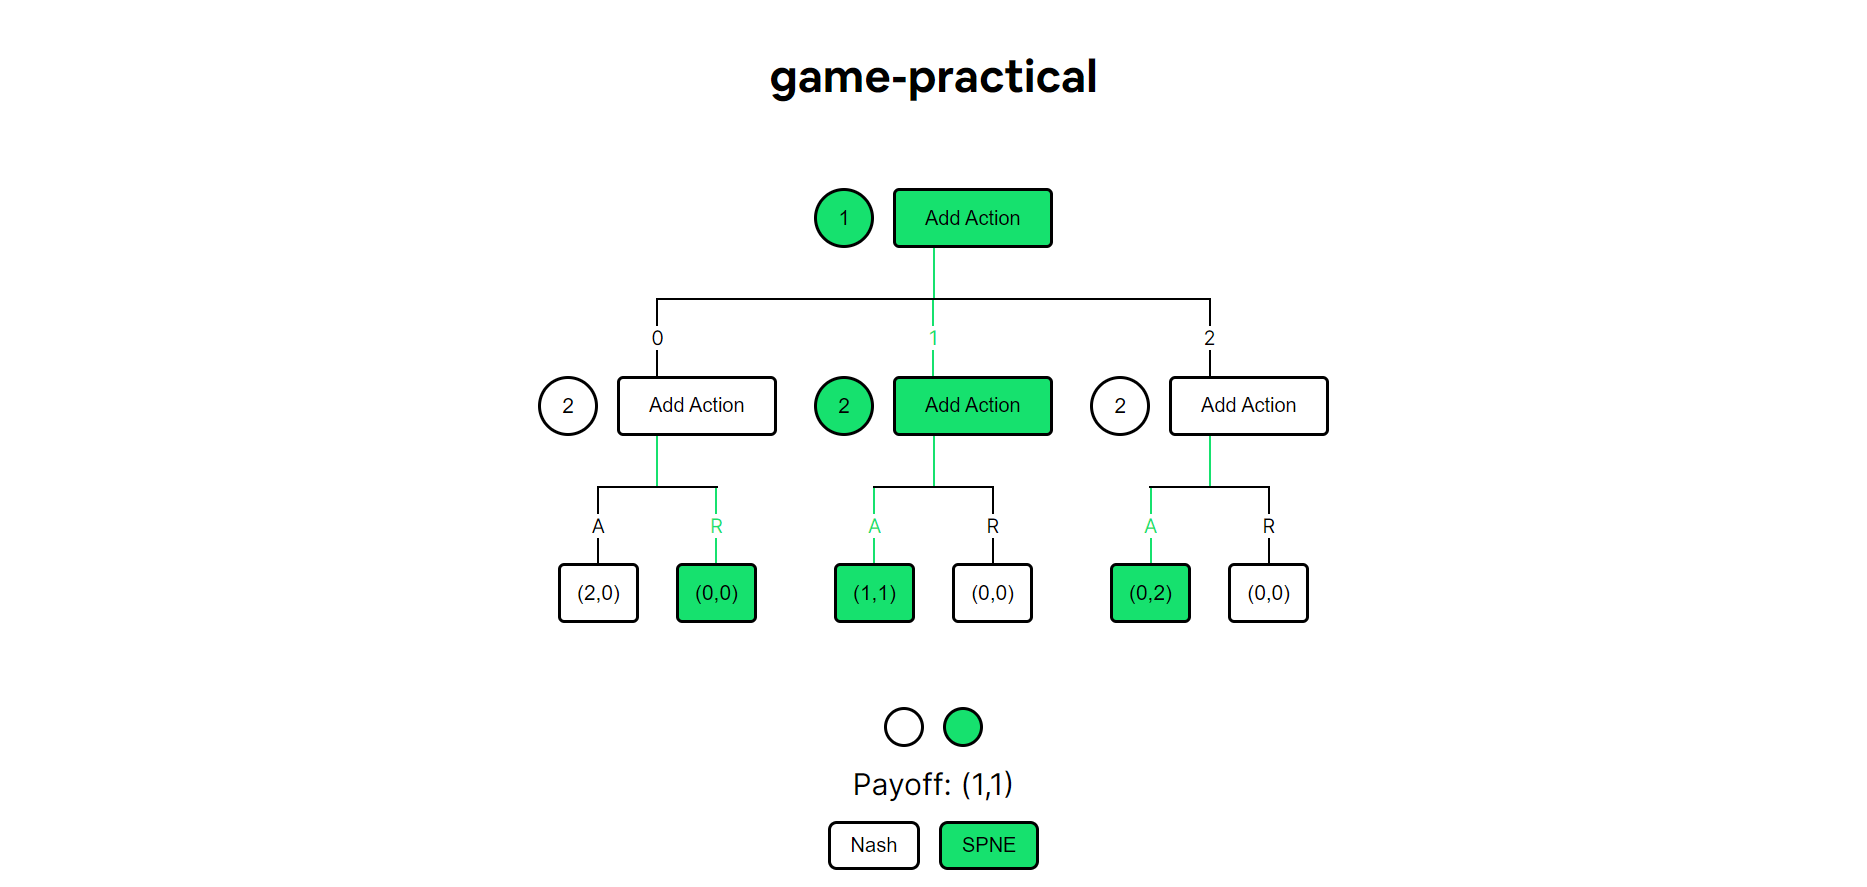 game-practical
1 Add Action
0 1 2
2 Add Action 2 Add Action 2 Add Action
A R A R A R
(2,0) (0,0) (1,1) (0,0) (0,2) (0,0)
Payoff: (1,1)
Nash SPNE